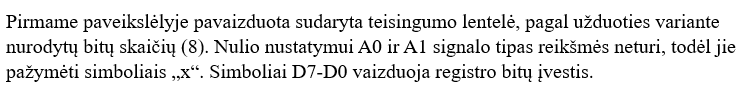 Pirmame paveikslėlyje pavaizduota sudaryta teisingumo lentelė, pagal užduoties variante
nurodytų bitų skaičių (8). Nulio nustatymui A0 ir A1 signalo tipas reikšmės neturi, todėl jie
pažymėti simboliais „x“. Simboliai D7-D0 vaizduoja registro bitų įvestis.